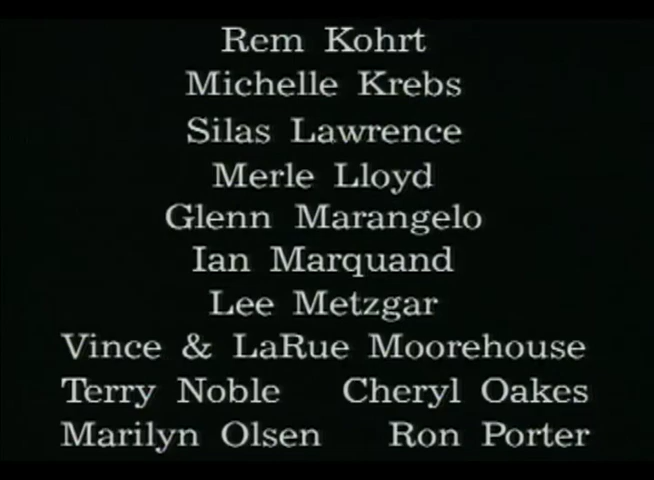 Rem Kohrt
Michelle Krebs
Silas Lawrence
Merle Lloyd
Glenn Marangelo
Ian Marquand
Lee Metzgar
Vince & LaRue Moorehouse
Terry Noble Cheryl Oakes
Marilyn Olsen Ron Porter